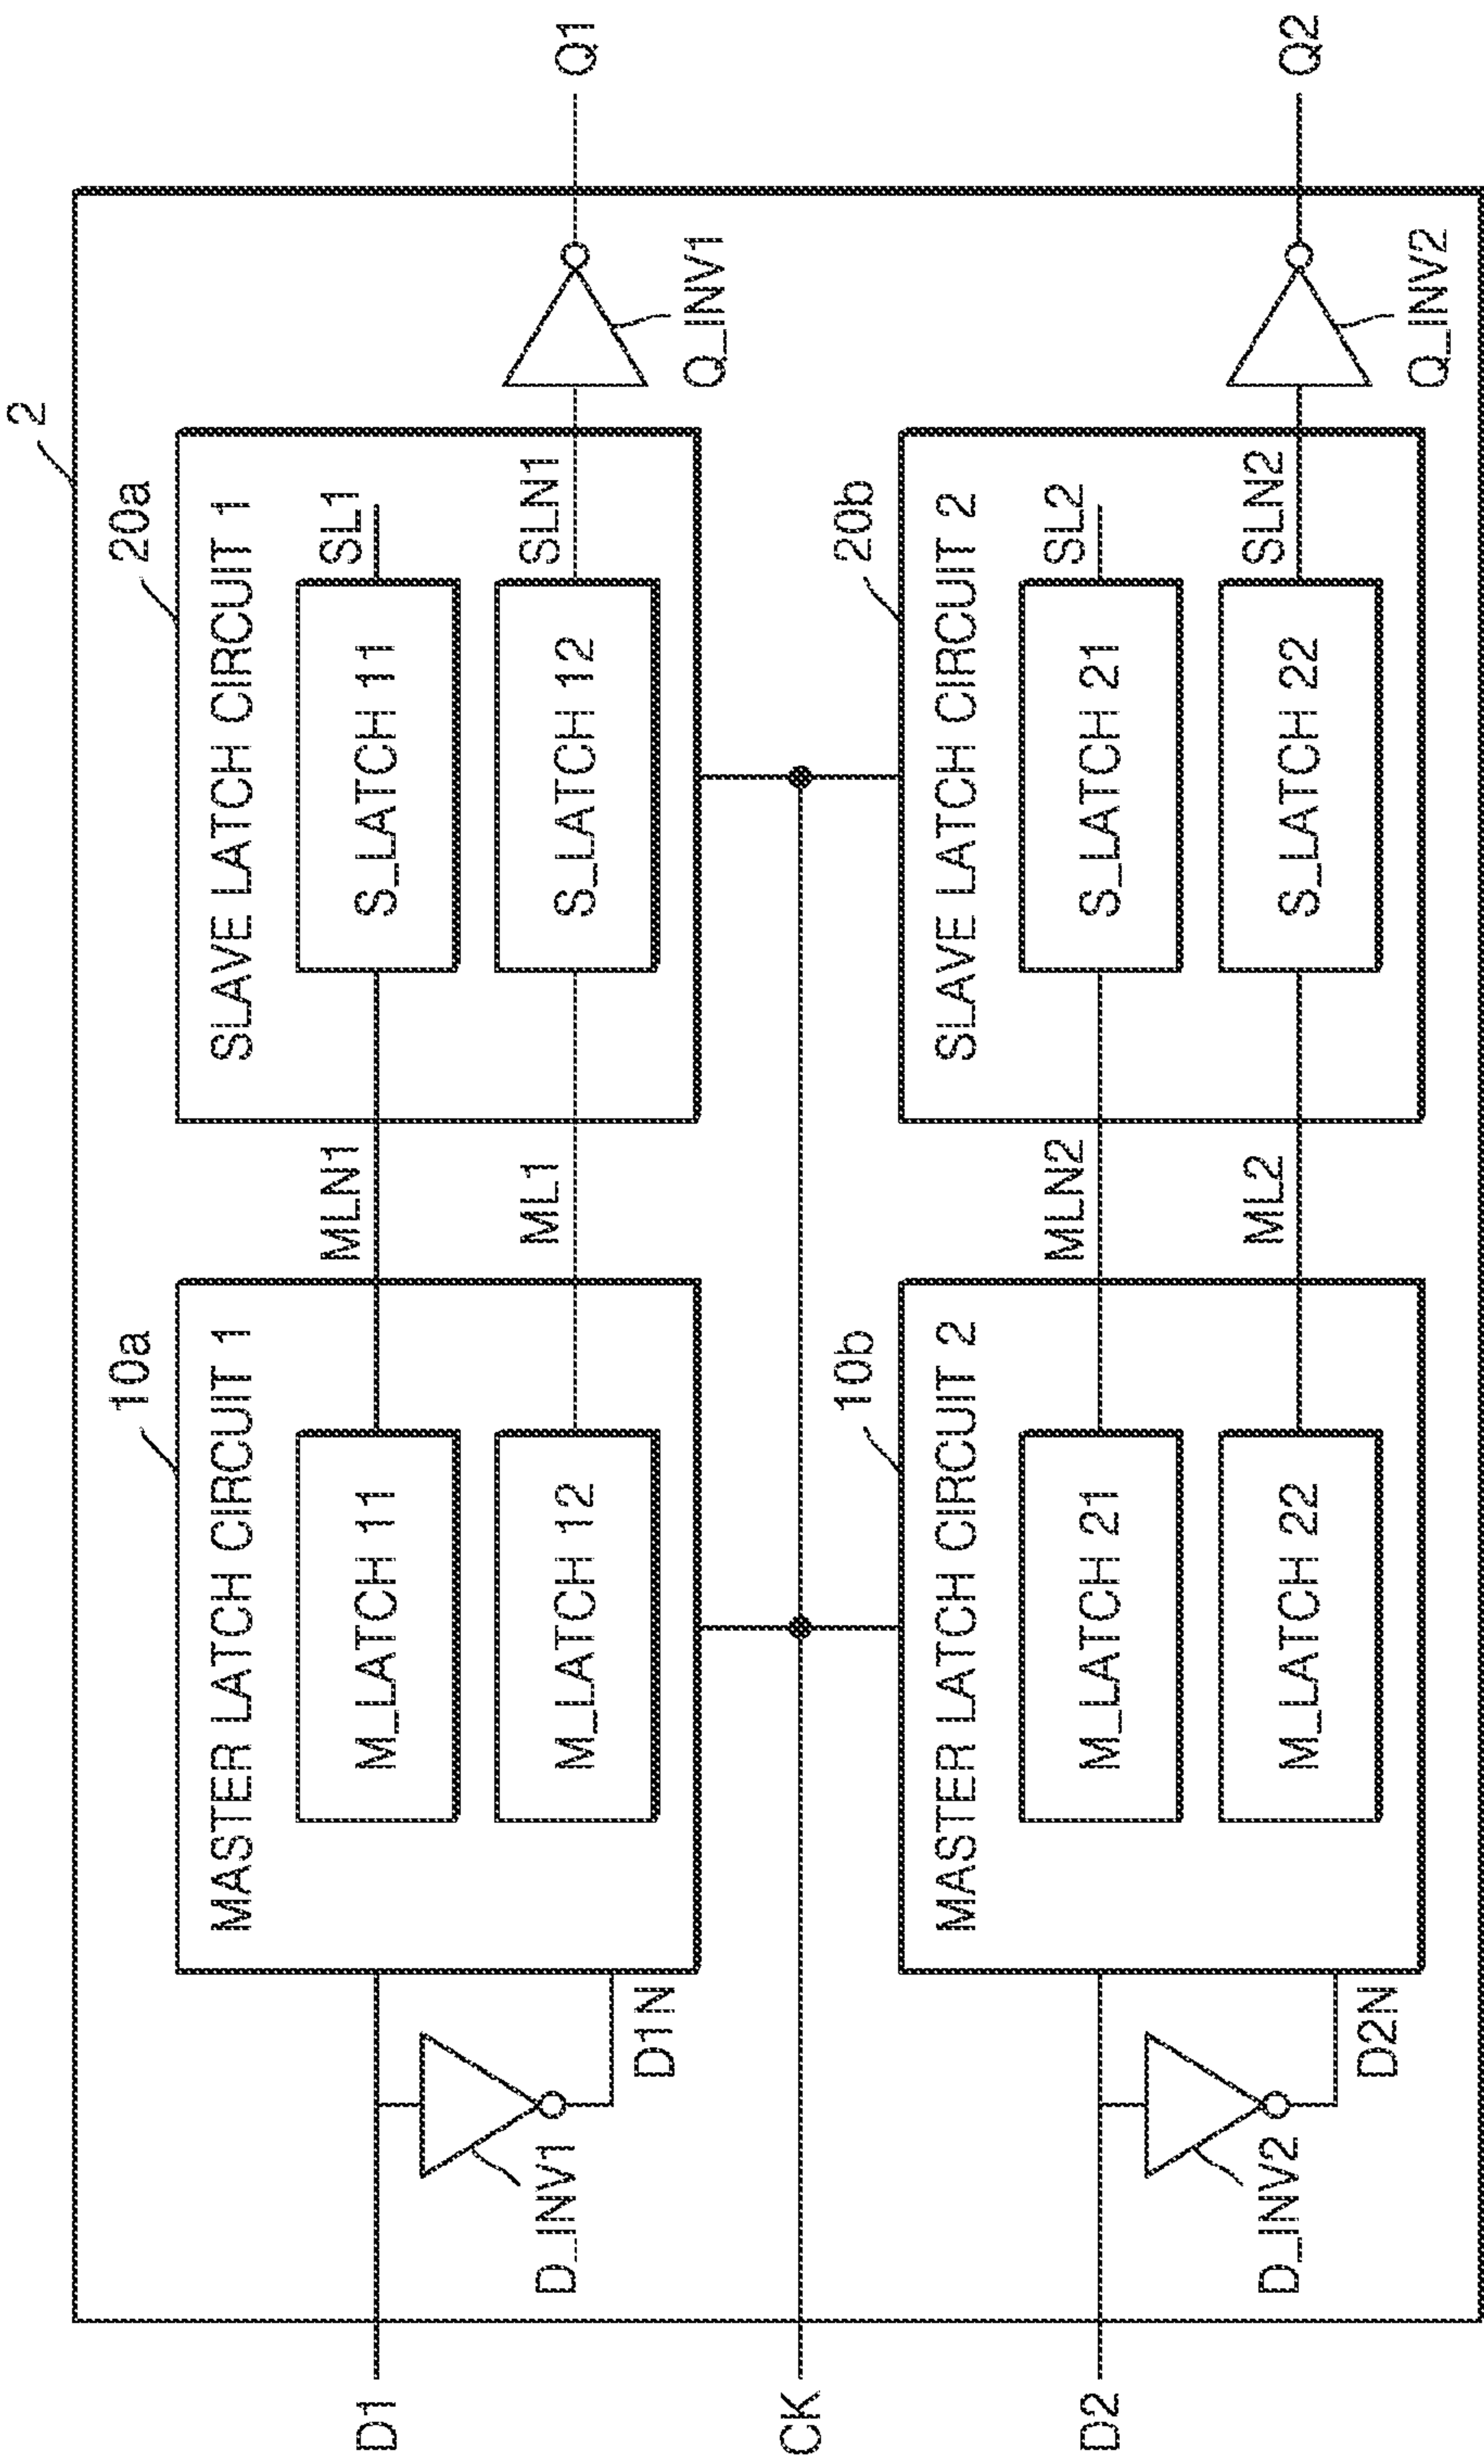 2
10a
20a
MASTER LATCH CIRCUIT 1
SLAVE LATCH CIRCUIT 1
D1
M_LATCH 11
MLN1
S_LATCH 11
SL1
D_INV1
M_LATCH 12
ML1
S_LATCH 12
SLN1
Q1
D1N
Q_INV1
CK
10b
20b
MASTER LATCH CIRCUIT 2
SLAVE LATCH CIRCUIT 2
D2
M_LATCH 21
MLN2
S_LATCH 21
SL2
D_INV2
M_LATCH 22
ML2
S_LATCH 22
SLN2
Q2
D2N
Q_INV2